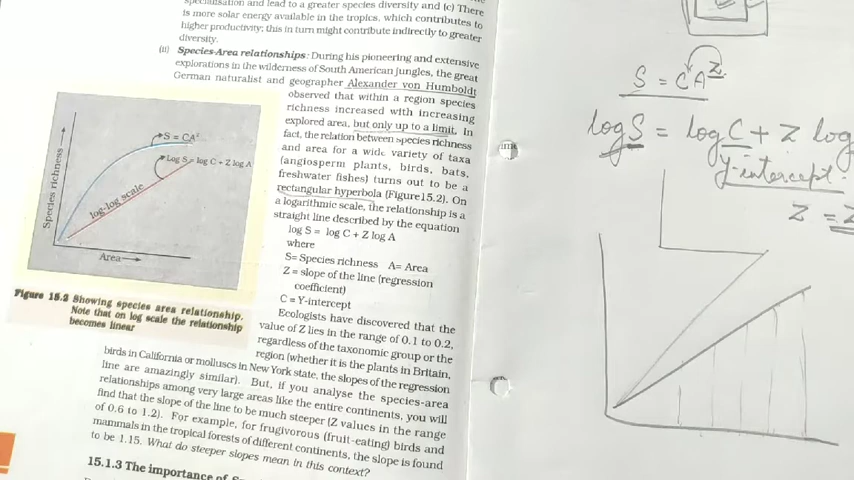 specialisation and lead to a greater species diversity and (c) There
is more solar energy available in the tropics, which contributes to
higher productivity; this in turn might contribute indirectly to greater
diversity.
(ii) Species-Area relationships: During his pioneering and extensive
explorations in the wilderness of South American jungles, the great
German naturalist and geographer Alexander von Humboldt
observed that within a region species
richness increased with increasing
explored area, but only up to a limit. In
fact, the relation between species richness
and area for a wide variety of taxa
(angiosperm plants, birds, bats,
freshwater fishes) turns out to be a
rectangular hyperbola (Figure 15.2). On
a logarithmic scale, the relationship is a
straight line described by the equation
log S = log C + Z log A
where
S= Species richness A= Area
Z = slope of the line (regression
coefficient)
C = Y-intercept
Ecologists have discovered that the
value of Z lies in the range of 0.1 to 0.2,
regardless of the taxonomic group or the
region (whether it is the plants in Britain,
birds in California or molluscs in New York state, the slopes of the regression
line are amazingly similar). But, if you analyse the species-area
relationships among very large areas like the entire continents, you will
find that the slope of the line to be much steeper (Z values in the range
of 0.6 to 1.2). For example, for frugivorous (fruit-eating) birds and
mammals in the tropical forests of different continents, the slope is found
to be 1.15. What do steeper slopes mean in this context?
15.1.3 The importance of
Species richness
S = CA^Z
Log S = log C + Z log A
log-log scale
Area
Figure 15.2 Showing species area relationship.
Note that on log scale the relationship
becomes linear
S = CA^Z
log S = log C + Z log
Y-intercept.
Z =